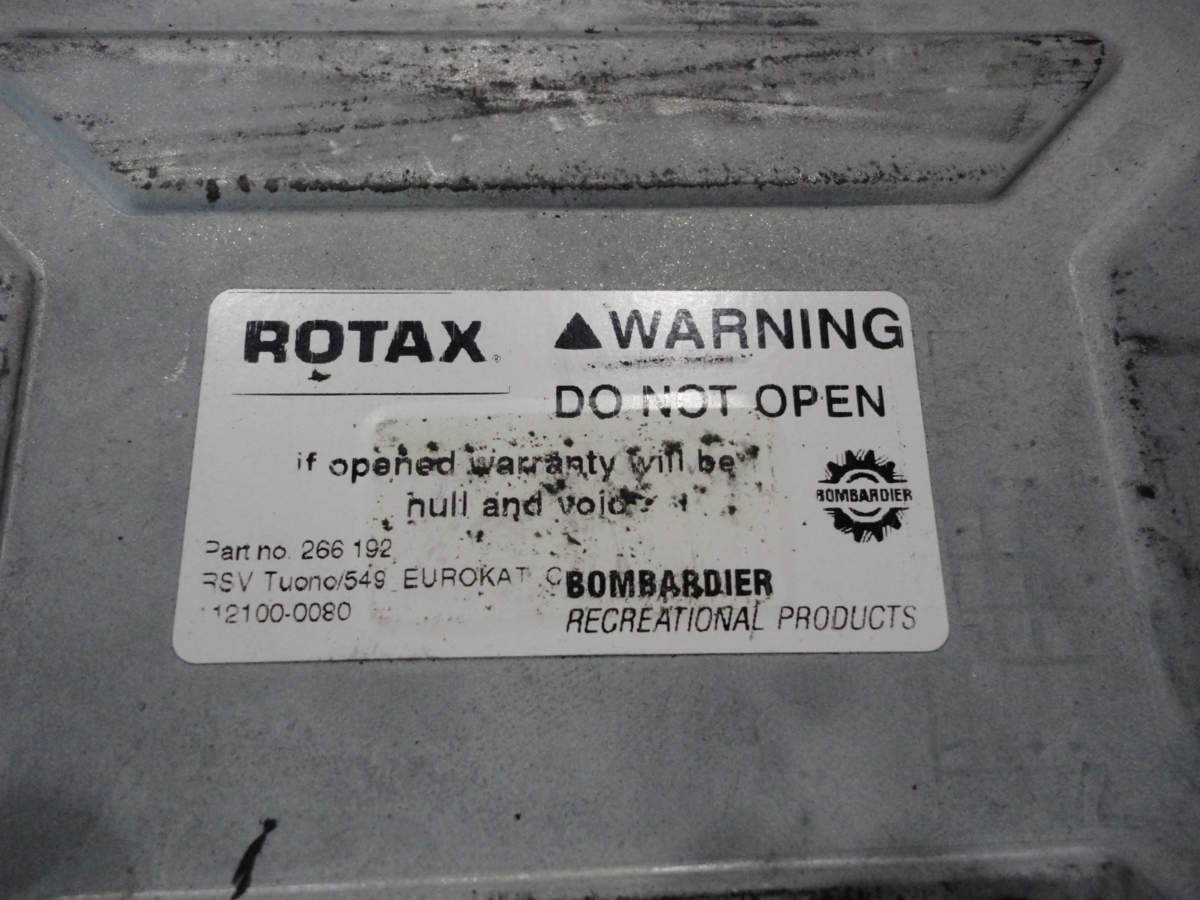 ROTAX
▲WARNING
DO NOT OPEN
if opened warranty will be
null and void
BOMBARDIER
Part no. 266 192
RSV Tuono/549 EUROKAT
112100-0080
BOMBARDIER
RECREATIONAL PRODUCTS